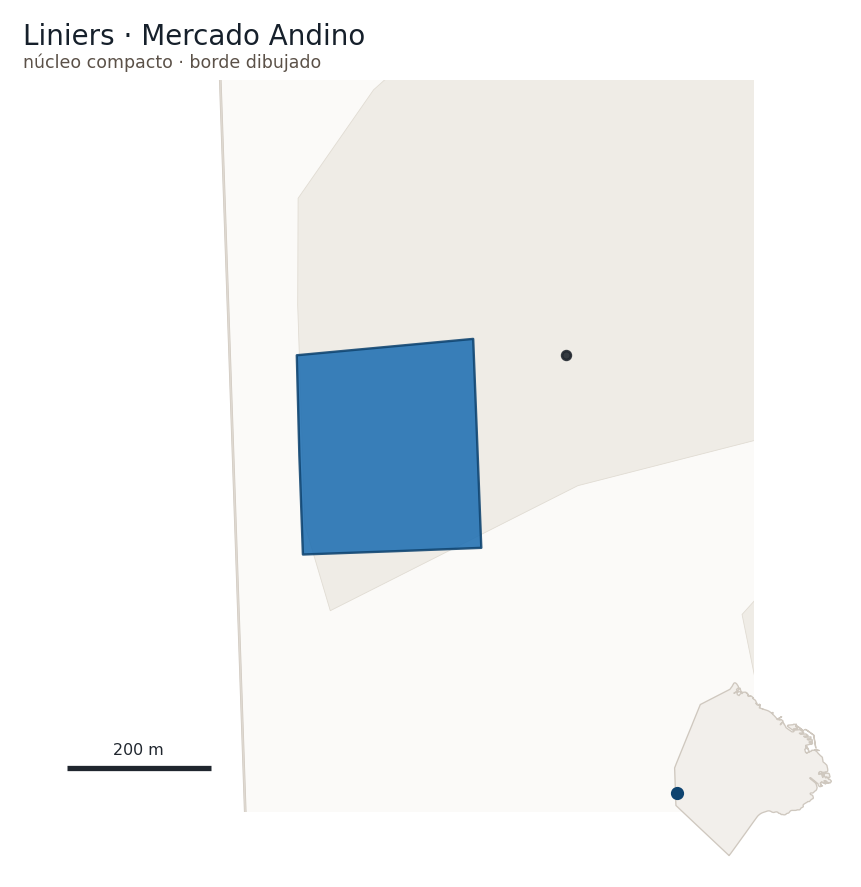 Liniers · Mercado Andino
núcleo compacto · borde dibujado
200 m